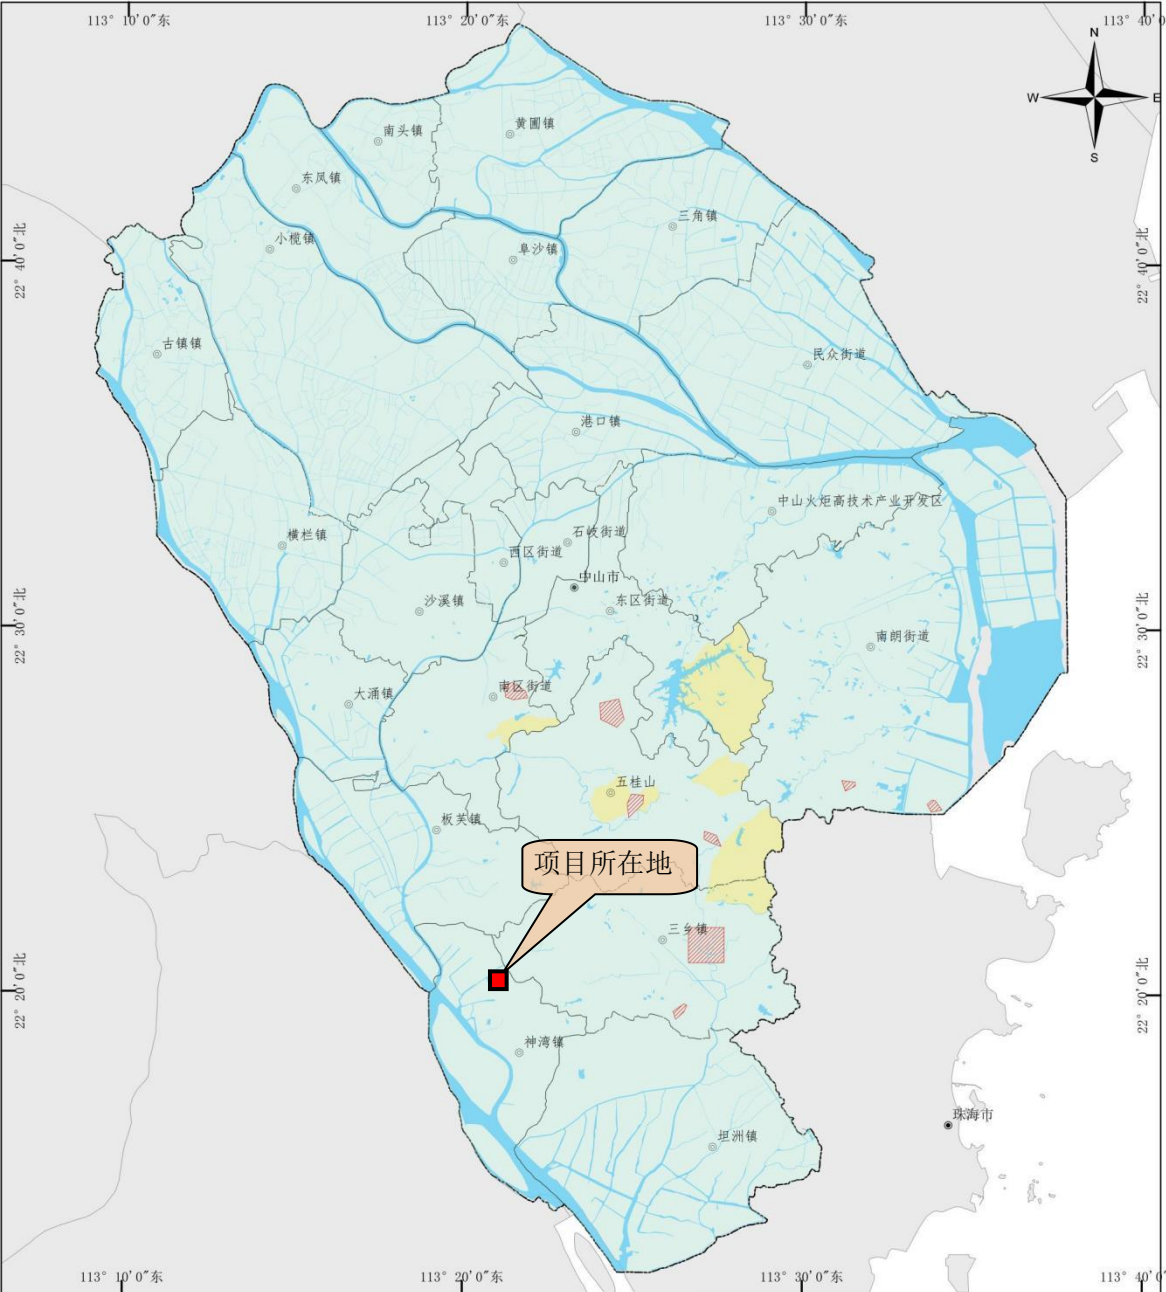 113° 10′0″东
113° 20′0″东
113° 30′0″东
113° 40′0
N
W
E
S
南头镇
黄圃镇
东凤镇
三角镇
小榄镇
阜沙镇
22° 40′0″北
22° 40′0″北
古镇镇
民众街道
港口镇
中山火炬高技术产业开发区
横栏镇
石岐街道
西区街道
中山市
沙溪镇
东区街道
22° 30′0″北
22° 30′0″北
南朗街道
大涌镇
南区街道
五桂山
板芙镇
项目所在地
三乡镇
22° 20′0″北
22° 20′0″北
神湾镇
珠海市
坦洲镇
113° 10′0″东
113° 20′0″东
113° 30′0″东
113° 40′0